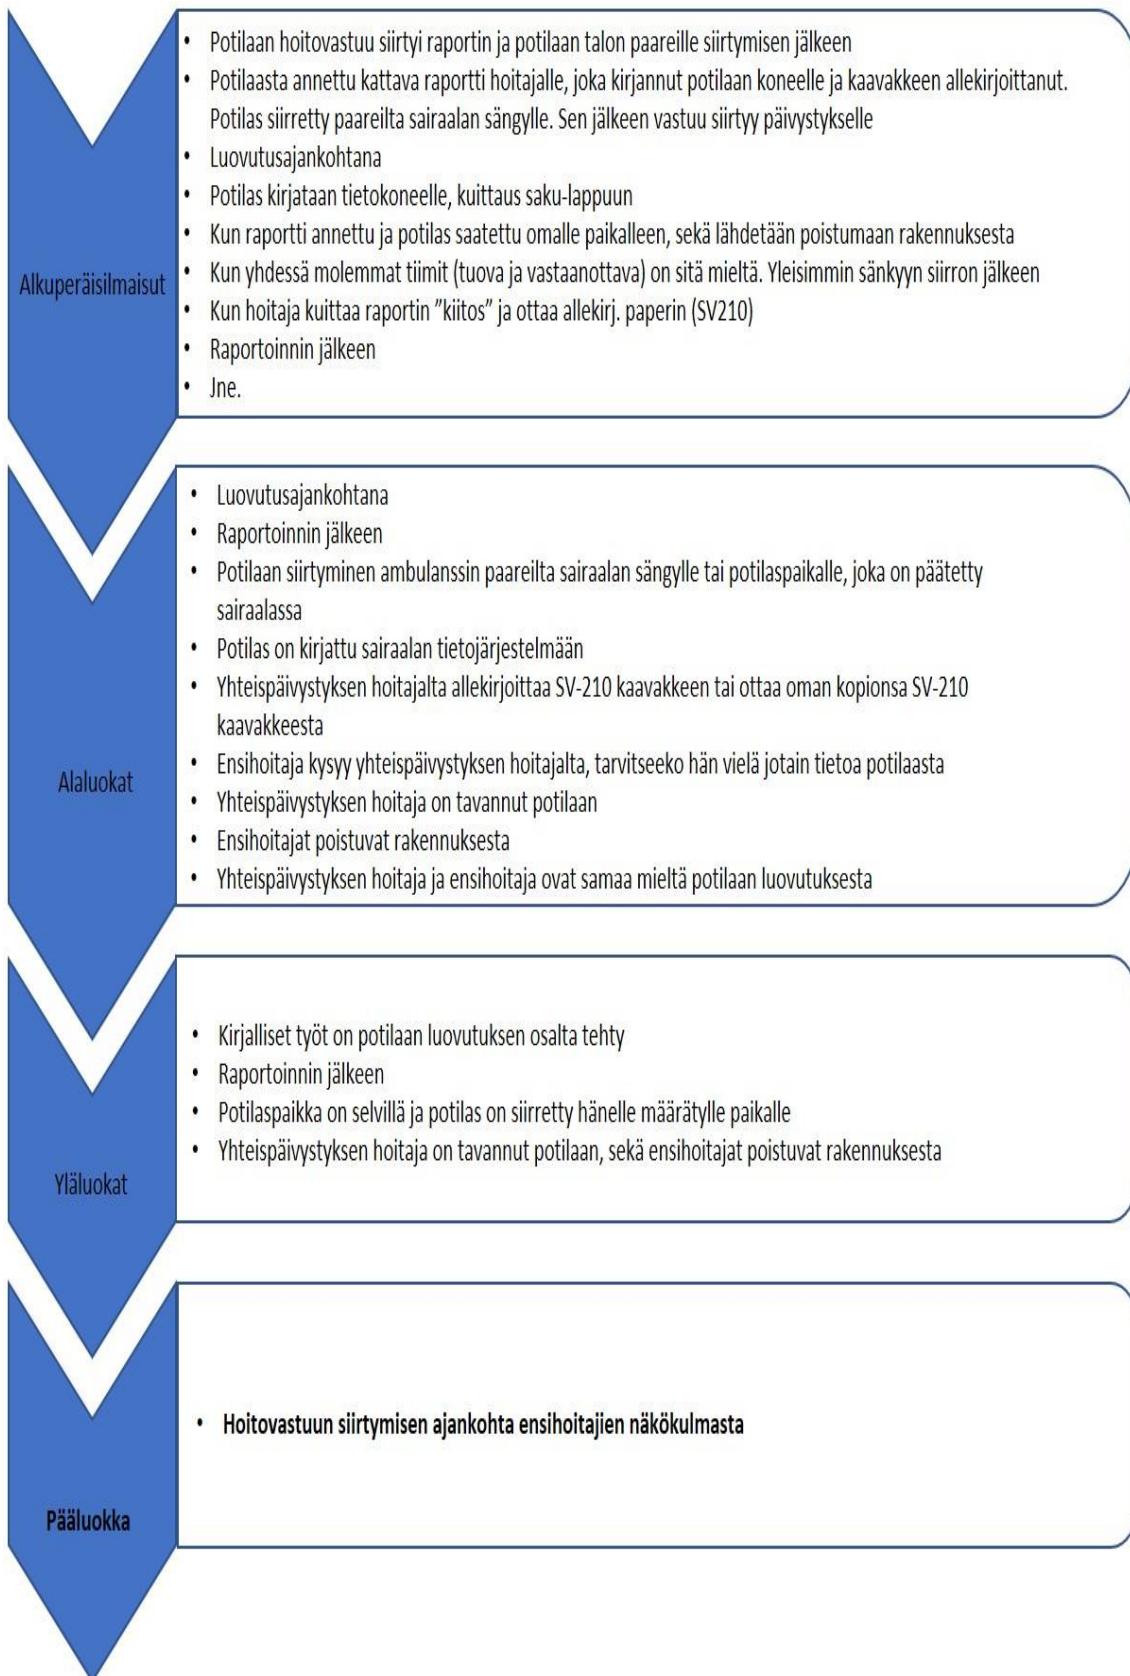 Alkuperäisilmaisut
• Potilaan hoitovastuu siirtyi raportin ja potilaan talon paareille siirtymisen jälkeen
• Potilaasta annettu kattava raportti hoitajalle, joka kirjannut potilaan koneelle ja kaavakkeen allekirjoittanut.
Potilas siirretty paareilta sairaalan sängylle. Sen jälkeen vastuu siirtyy päivystykselle
• Luovutusajankohtana
• Potilas kirjataan tietokoneelle, kuittaus saku-lappuun
• Kun raportti annettu ja potilas saatettu omalle paikalleen, sekä lähdetään poistumaan rakennuksesta
• Kun yhdessä molemmat tiimit (tuova ja vastaanottava) on sitä mieltä. Yleisimmin sänkyyn siirron jälkeen
• Kun hoitaja kuittaa raportin ”kiitos” ja ottaa allekirj. paperin (SV210)
• Raportoinnin jälkeen
• Jne.
Alaluokat
• Luovutusajankohtana
• Raportoinnin jälkeen
• Potilaan siirtyminen ambulanssin paareilta sairaalan sängylle tai potilaspaikalle, joka on päätetty
sairaalassa
• Potilas on kirjattu sairaalan tietojärjestelmään
• Yhteispäivystyksen hoitajalta allekirjoittaa SV-210 kaavakkeen tai ottaa oman kopionsa SV-210
kaavakkeesta
• Ensihoitaja kysyy yhteispäivystyksen hoitajalta, tarvitseeko hän vielä jotain tietoa potilaasta
• Yhteispäivystyksen hoitaja on tavannut potilaan
• Ensihoitajat poistuvat rakennuksesta
• Yhteispäivystyksen hoitaja ja ensihoitaja ovat samaa mieltä potilaan luovutuksesta
Yläluokat
• Kirjalliset työt on potilaan luovutuksen osalta tehty
• Raportoinnin jälkeen
• Potilaspaikka on selvillä ja potilas on siirretty hänelle määrätylle paikalle
• Yhteispäivystyksen hoitaja on tavannut potilaan, sekä ensihoitajat poistuvat rakennuksesta
Pääluokka
• Hoitovastuun siirtymisen ajankohta ensihoitajien näkökulmasta